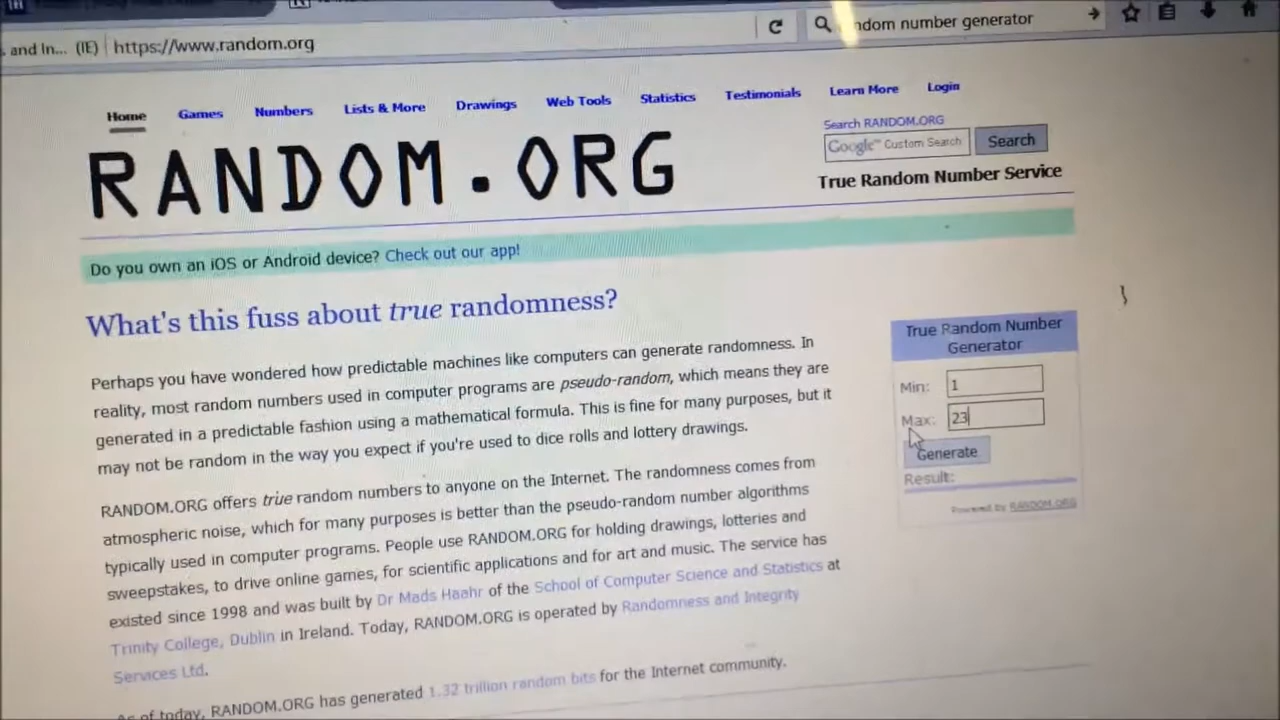 . and In... (IE) https://www.random.org
ndom number generator
Home Games Numbers Lists & More Drawings Web Tools Statistics Testimonials Learn More Login
RANDOM.ORG
Search RANDOM.ORG
Google™ Custom Search Search
True Random Number Service
Do you own an iOS or Android device? Check out our app!
What's this fuss about true randomness?
Perhaps you have wondered how predictable machines like computers can generate randomness. In
reality, most random numbers used in computer programs are pseudo-random, which means they are
generated in a predictable fashion using a mathematical formula. This is fine for many purposes, but it
may not be random in the way you expect if you're used to dice rolls and lottery drawings.
RANDOM.ORG offers true random numbers to anyone on the Internet. The randomness comes from
atmospheric noise, which for many purposes is better than the pseudo-random number algorithms
typically used in computer programs. People use RANDOM.ORG for holding drawings, lotteries and
sweepstakes, to drive online games, for scientific applications and for art and music. The service has
existed since 1998 and was built by Dr Mads Haahr of the School of Computer Science and Statistics at
Trinity College, Dublin in Ireland. Today, RANDOM.ORG is operated by Randomness and Integrity
Services Ltd.
As of today, RANDOM.ORG has generated 1.32 trillion random bits for the Internet community.
True Random Number
Generator
Min: 1
Max: 23
Generate
Result:
Powered by RANDOM.ORG